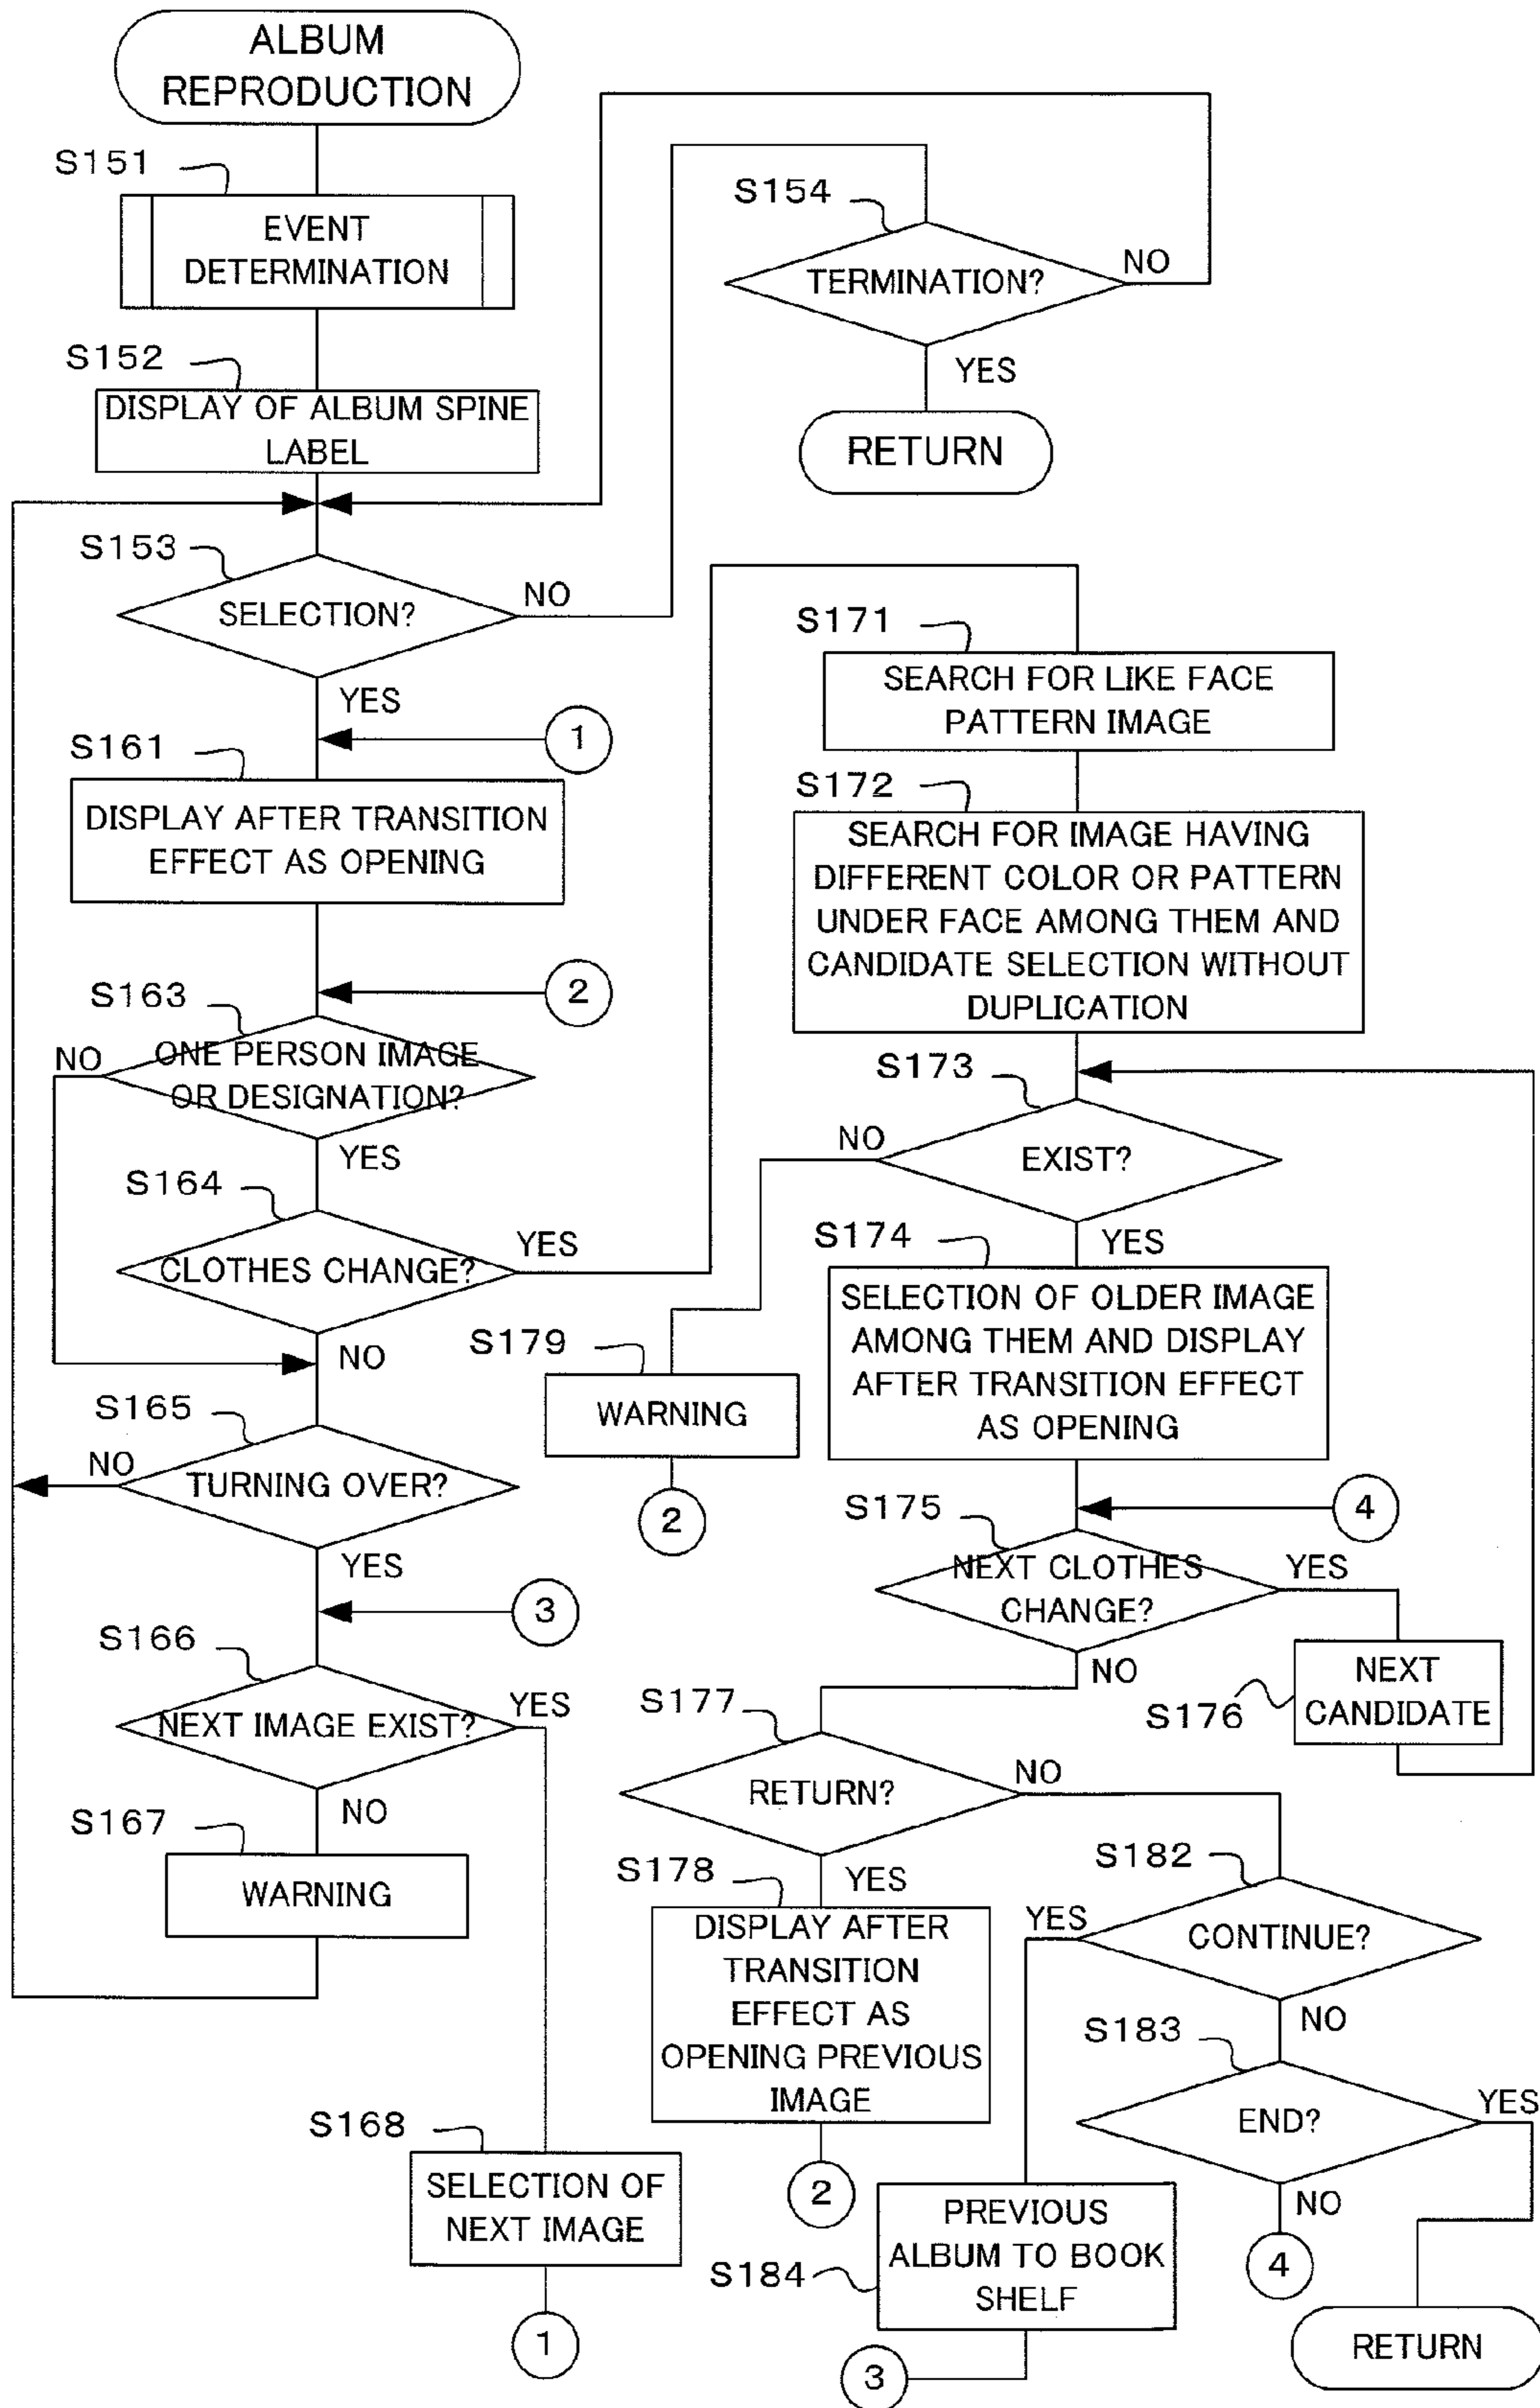 ALBUM
REPRODUCTION
S151
EVENT
DETERMINATION
S152
DISPLAY OF ALBUM SPINE
LABEL
S153
SELECTION?
NO
YES
S154
TERMINATION?
NO
YES
RETURN
1
S161
DISPLAY AFTER TRANSITION
EFFECT AS OPENING
2
S163
ONE PERSON IMAGE
OR DESIGNATION?
NO
YES
S164
CLOTHES CHANGE?
YES
NO
S165
TURNING OVER?
NO
YES
3
S166
NEXT IMAGE EXIST?
YES
NO
S167
WARNING
S168
SELECTION OF
NEXT IMAGE
1
S171
SEARCH FOR LIKE FACE
PATTERN IMAGE
S172
SEARCH FOR IMAGE HAVING
DIFFERENT COLOR OR PATTERN
UNDER FACE AMONG THEM AND
CANDIDATE SELECTION WITHOUT
DUPLICATION
S173
EXIST?
NO
YES
S179
WARNING
2
S174
SELECTION OF OLDER IMAGE
AMONG THEM AND DISPLAY
AFTER TRANSITION EFFECT
AS OPENING
4
S175
NEXT CLOTHES
CHANGE?
YES
NO
S176
NEXT
CANDIDATE
S177
RETURN?
NO
YES
S178
DISPLAY AFTER
TRANSITION
EFFECT AS
OPENING PREVIOUS
IMAGE
2
S182
CONTINUE?
YES
NO
S183
END?
YES
NO
4
RETURN
S184
PREVIOUS
ALBUM TO BOOK
SHELF
3